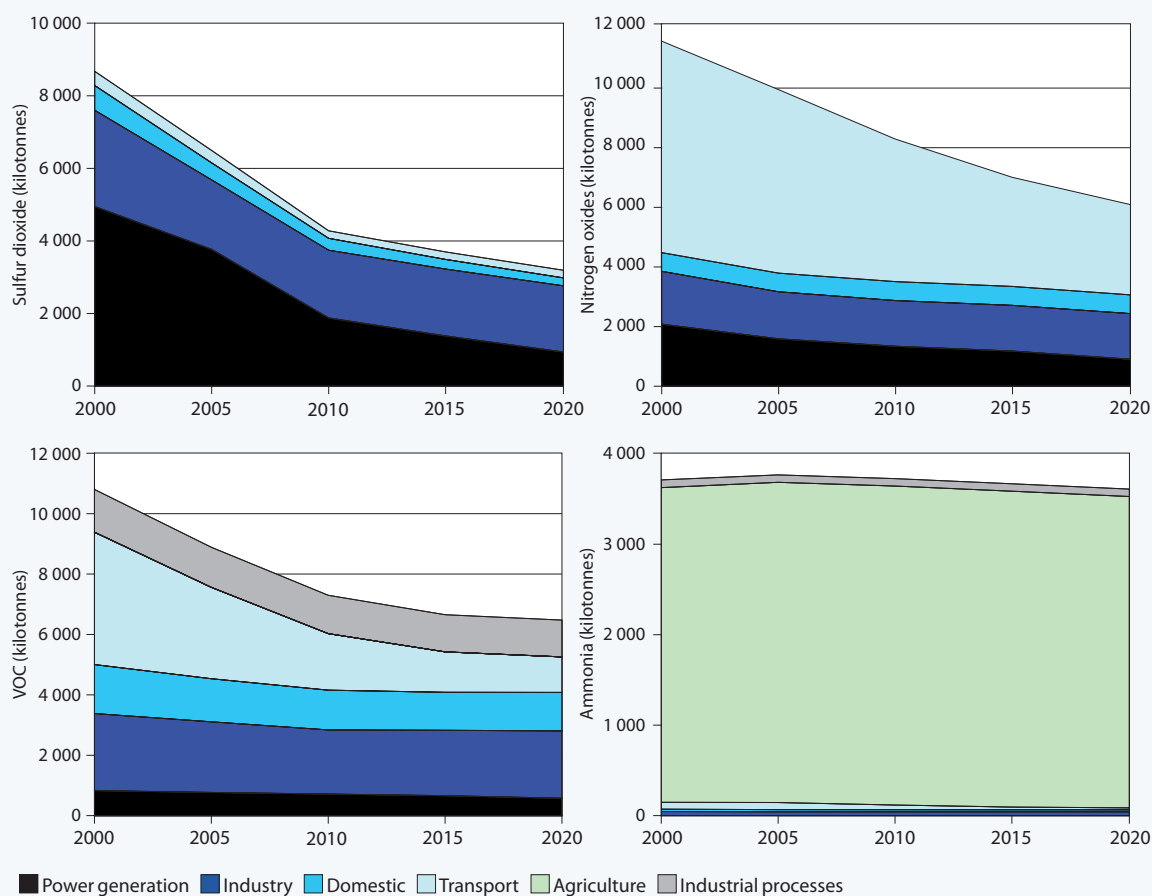 Sulfur dioxide (kilotonnes)
10 000
8 000
6 000
4 000
2 000
0
2000 2005 2010 2015 2020
Nitrogen oxides (kilotonnes)
12 000
10 000
8 000
6 000
4 000
2 000
0
2000 2005 2010 2015 2020
VOC (kilotonnes)
12 000
10 000
8 000
6 000
4 000
2 000
0
2000 2005 2010 2015 2020
Ammonia (kilotonnes)
4 000
3 000
2 000
1 000
0
2000 2005 2010 2015 2020
Power generation Industry Domestic Transport Agriculture Industrial processes